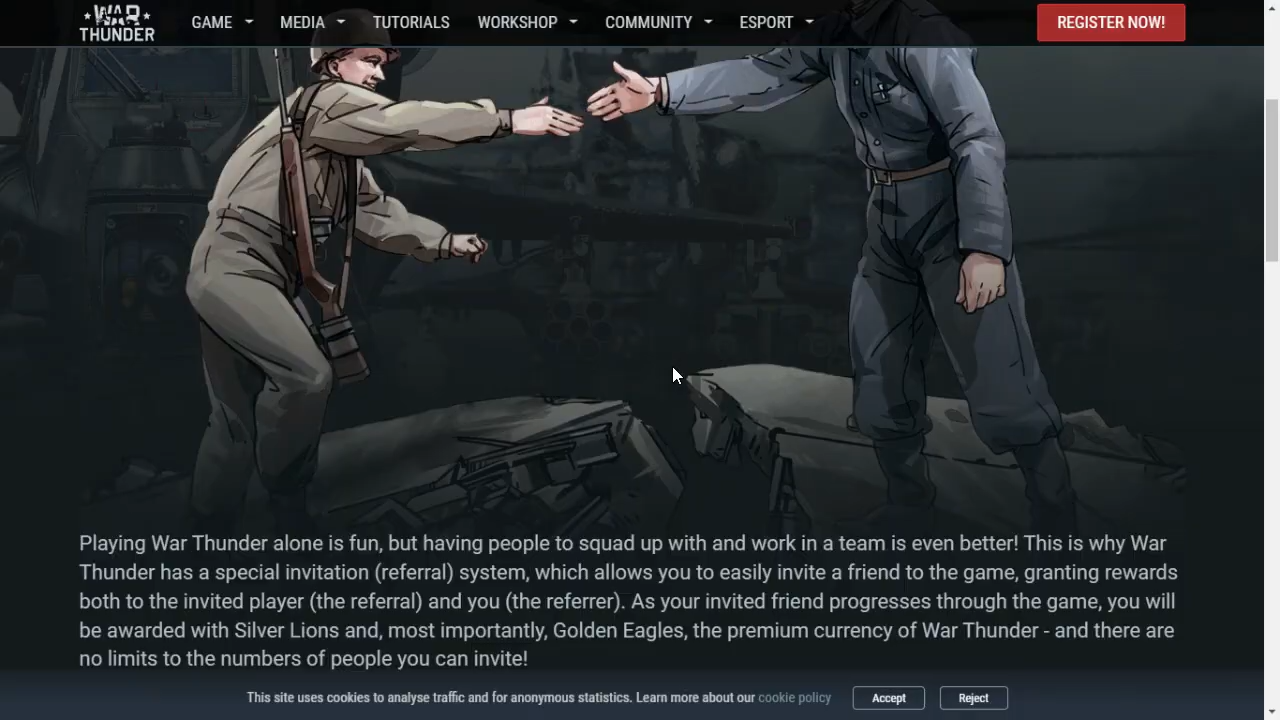 WAR
THUNDER
GAME
MEDIA
TUTORIALS
WORKSHOP
COMMUNITY
ESPORT
REGISTER NOW!
Playing War Thunder alone is fun, but having people to squad up with and work in a team is even better! This is why War
Thunder has a special invitation (referral) system, which allows you to easily invite a friend to the game, granting rewards
both to the invited player (the referral) and you (the referrer). As your invited friend progresses through the game, you will
be awarded with Silver Lions and, most importantly, Golden Eagles, the premium currency of War Thunder - and there are
no limits to the numbers of people you can invite!
This site uses cookies to analyse traffic and for anonymous statistics. Learn more about our cookie policy
Accept
Reject